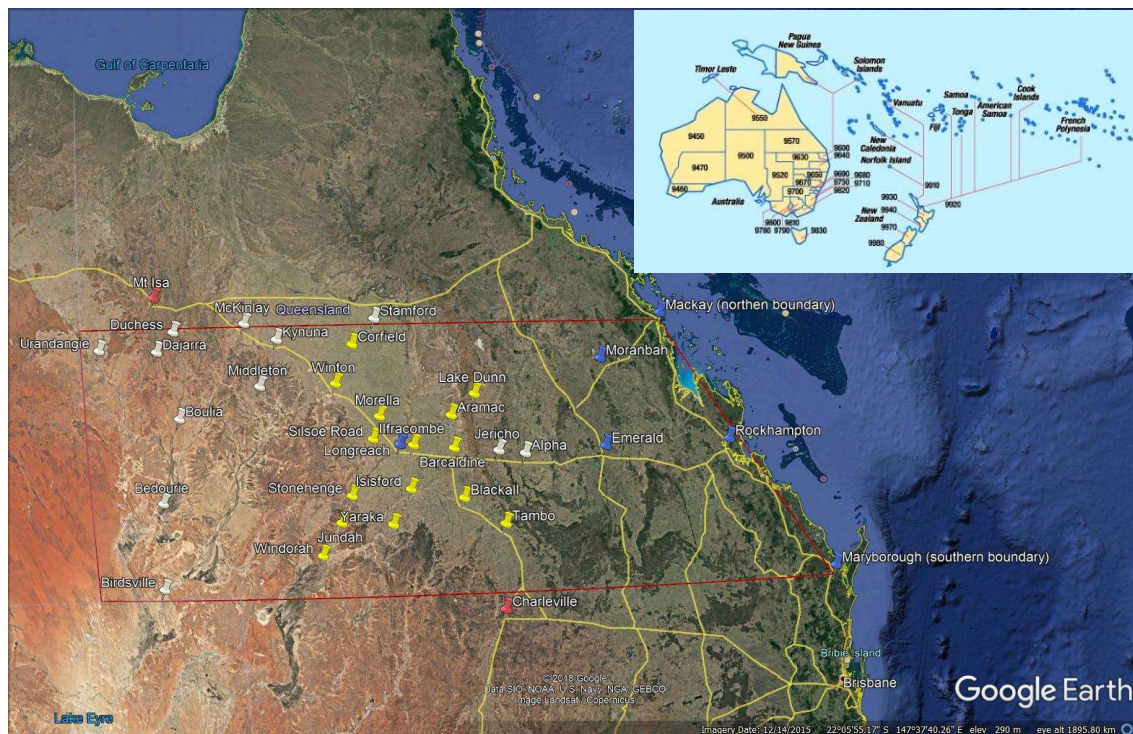 Gulf of Carpentaria
Papua
New Guinea
Timor Leste
Solomon
Islands
Vanuatu
Samoa
Tonga
American
Samoa
Cook
Islands
Fiji
French
Polynesia
New
Caledonia
Norfolk Island
9550
9450
9500
9570
9470
9460
9520
9630
9600
9640
9650
9670
9700
9690
9680
9750
9710
9820
Australia
9800
9810
9780
9790
9830
9910
9930
9920
New
Zealand
9940
9970
9980
Mt Isa
McKinlay
Queensland
Stamford
Mackay (northen boundary)
Duchess
Urandangie
Dajarra
Kynuna
Corfield
Moranbah
Middleton
Winton
Lake Dunn
Boulia
Morella
Aramac
Silsoe Road
Ilfracombe
Longreach
Barcaldine
Jericho
Alpha
Emerald
Rockhampton
Bedourie
Stonehenge
Isisford
Blackall
Yaraka
Jundah
Tambo
Windorah
Birdsville
Maryborough (southern boundary)
Charleville
Bribie Island
Brisbane
Lake Eyre
© 2018 Google
Data SIO, NOAA, U.S. Navy, NGA, GEBCO
Image Landsat / Copernicus
Google Earth
Imagery Date: 12/14/2015 22°05'55.17" S 147°37'40.26" E elev 290 m eye alt 1895.80 km